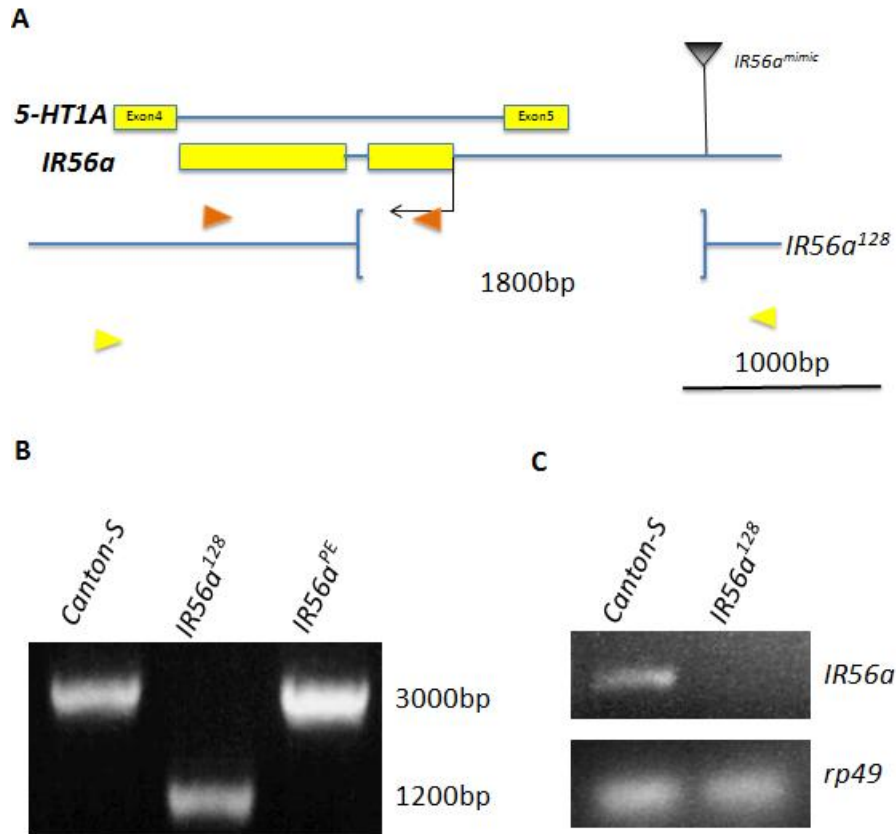 A
IR56a^mimic
5-HT1A
Exon4
Exon5
IR56a
IR56a^128
1800bp
1000bp
B
C
Canton-S
IR56a^128
IR56a^PE
Canton-S
IR56a^128
3000bp
IR56a
1200bp
rp49